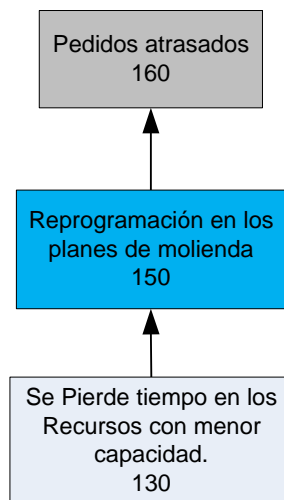 Pedidos atrasados
160
Reprogramación en los
planes de molienda
150
Se Pierde tiempo en los
Recursos con menor
capacidad.
130